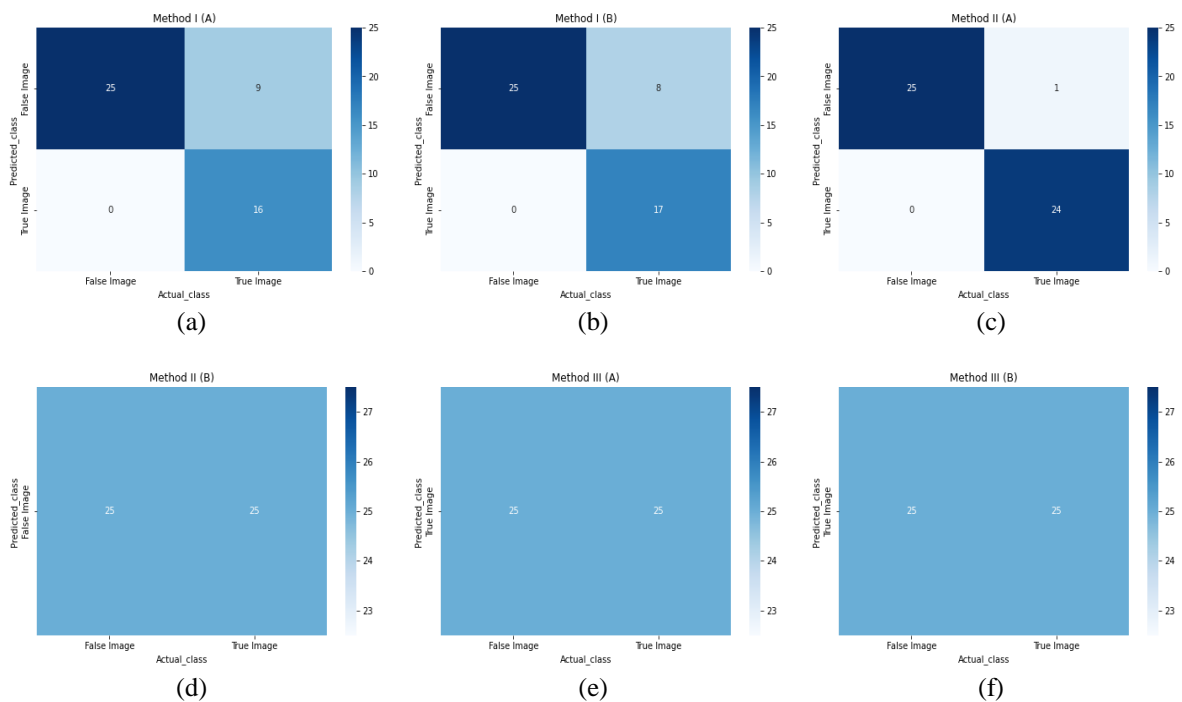 Method I (A)
False Image
True Image
Predicted_class
25
9
0
16
False Image
True Image
Actual_class
25
20
15
10
5
0
(a)
Method I (B)
False Image
True Image
Predicted_class
25
8
0
17
False Image
True Image
Actual_class
25
20
15
10
5
0
(b)
Method II (A)
False Image
True Image
Predicted_class
25
1
0
24
False Image
True Image
Actual_class
25
20
15
10
5
0
(c)
Method II (B)
Predicted_class
False Image
25
25
False Image
True Image
Actual_class
27
26
25
24
23
(d)
Method III (A)
Predicted_class
True Image
25
25
False Image
True Image
Actual_class
27
26
25
24
23
(e)
Method III (B)
Predicted_class
True Image
25
25
False Image
True Image
Actual_class
27
26
25
24
23
(f)